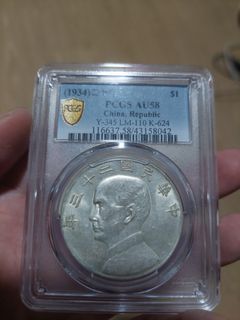 (1934) $1
PCGS AU58
China, Republic
Y-345 LM-110 K-624
116637.58/43158042
PCGS
年三十二國民華中